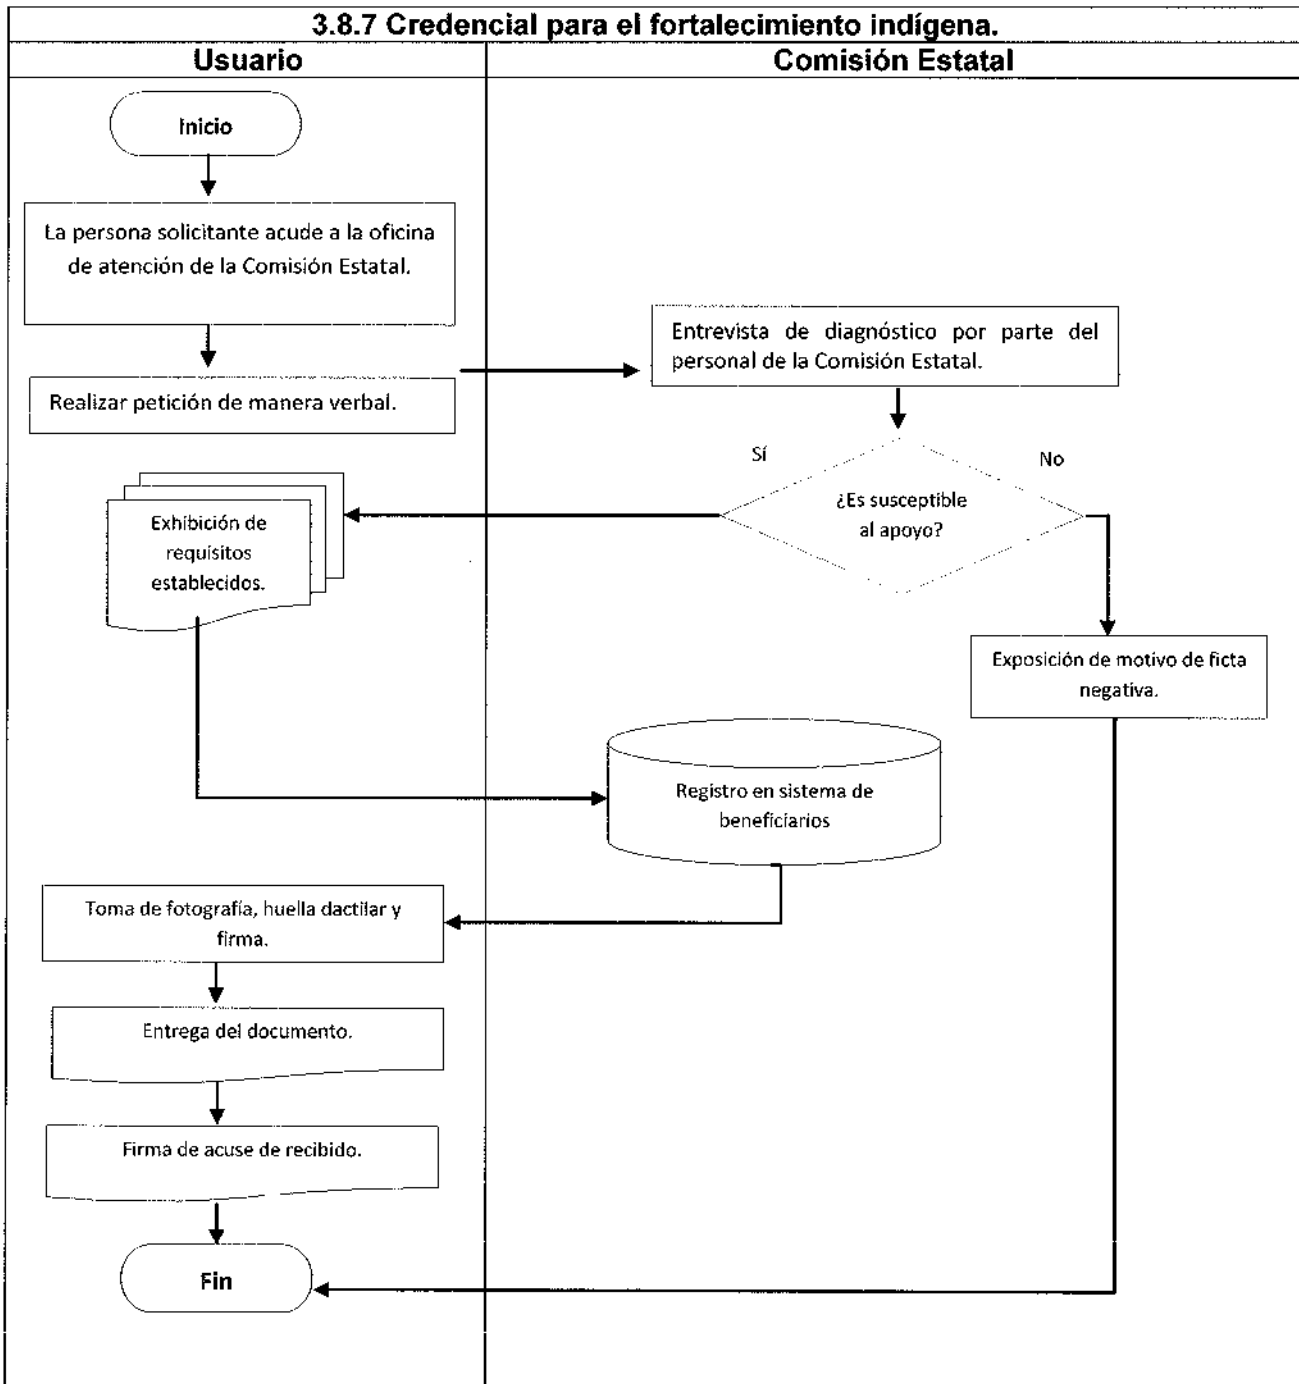 3.8.7 Credencial para el fortalecimiento indígena.
Usuario
Comisión Estatal
Inicio
La persona solicitante acude a la oficina
de atención de la Comisión Estatal.
Realizar petición de manera verbal.
Entrevista de diagnóstico por parte del
personal de la Comisión Estatal.
Sí
No
¿Es susceptible
al apoyo?
Exhibición de
requisitos
establecidos.
Exposición de motivo de ficta
negativa.
Registro en sistema de
beneficiarios
Toma de fotografía, huella dactilar y
firma.
Entrega del documento.
Firma de acuse de recibido.
Fin